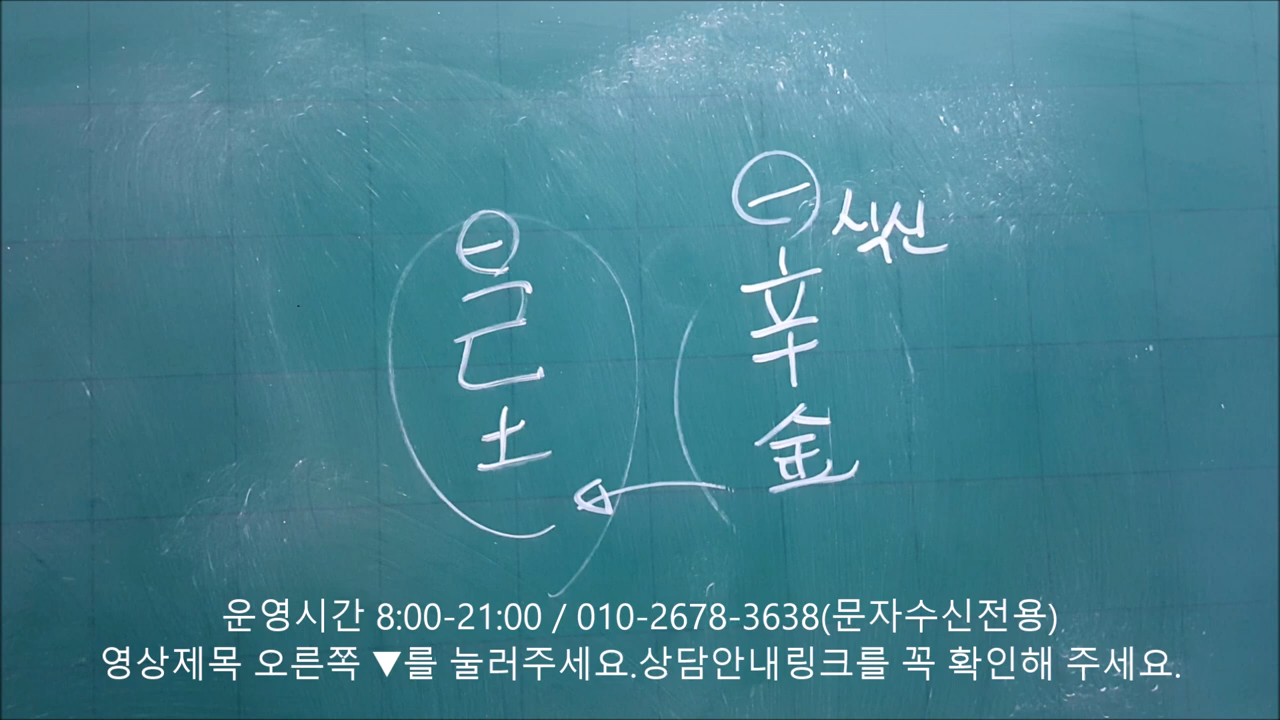 ㊀
己
土
㊀ 식신
辛
金
운영시간 8:00-21:00 / 010-2678-3638(문자수신전용)
영상제목 오른쪽 ▼를 눌러주세요.상담안내링크를 꼭 확인해 주세요.